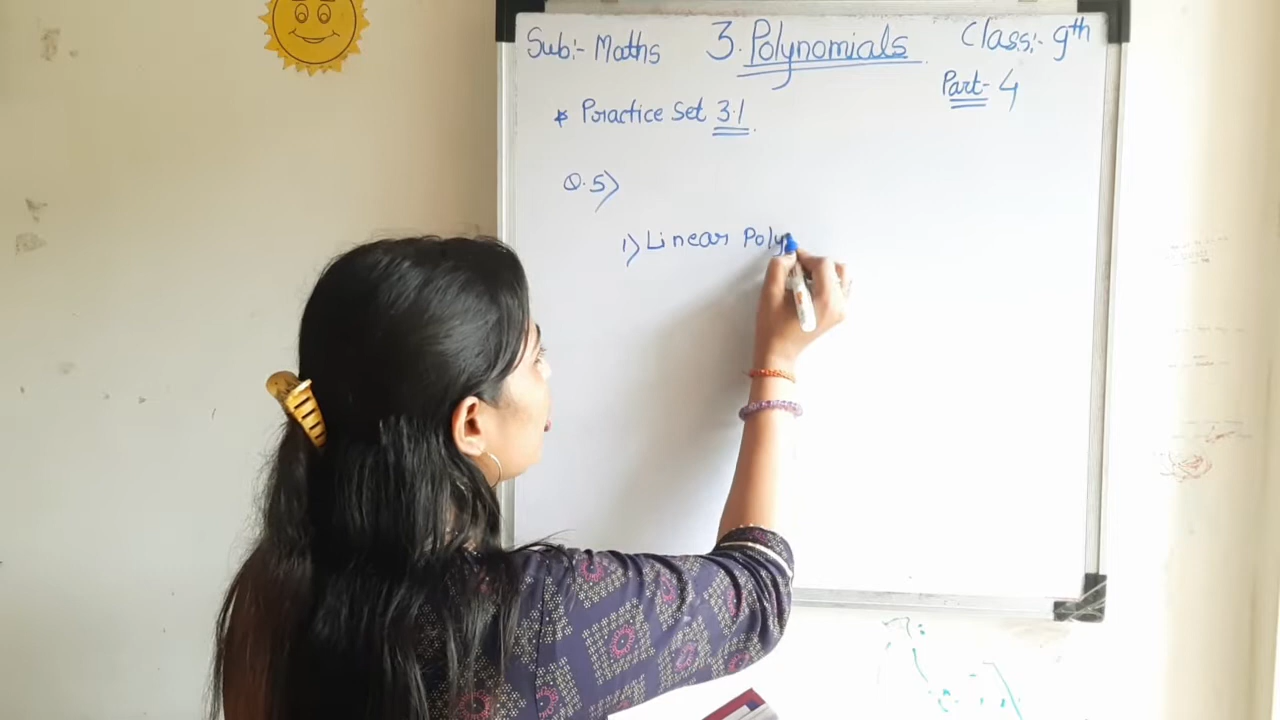 Sub:- Maths 3. Polynomials Class:- 9th
Part- 4
* Practice Set 3.1
Q.5)
1) Linear Poly